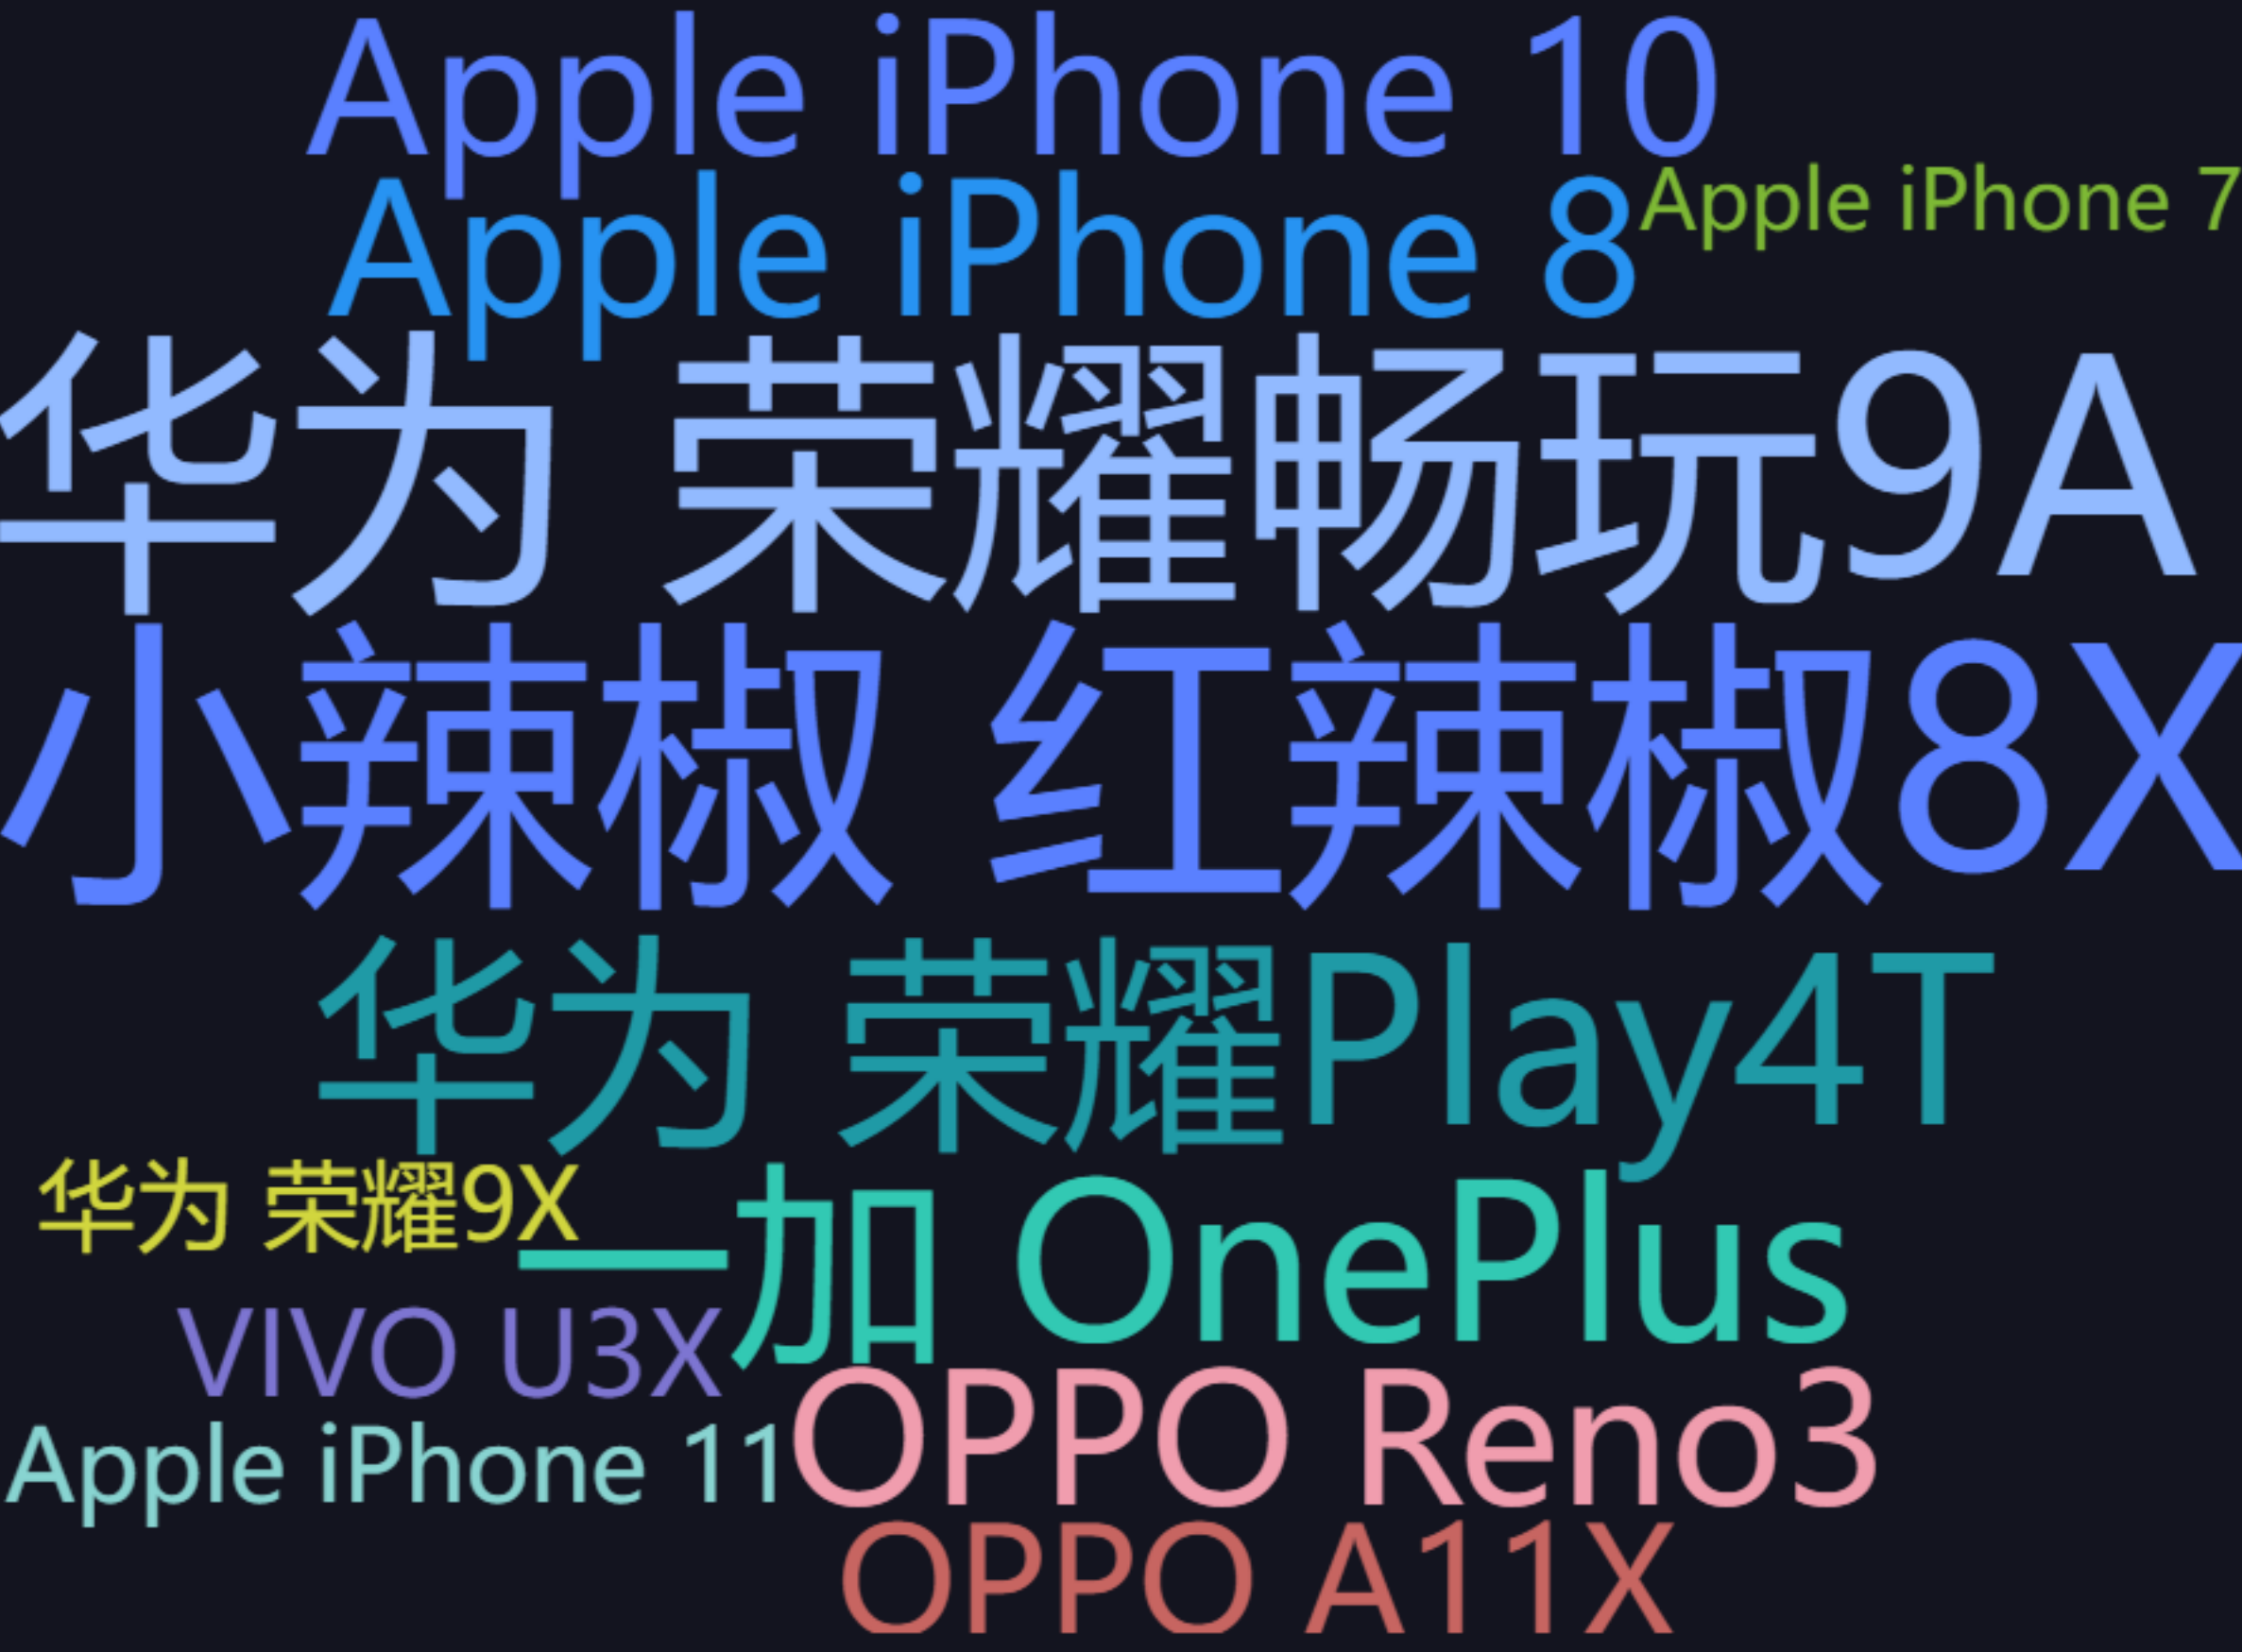 Apple iPhone 10
Apple iPhone 8
Apple iPhone 7
华为 荣耀畅玩9A
小辣椒 红辣椒8X
华为 荣耀Play4T
华为 荣耀9X
一加 OnePlus
VIVO U3X
OPPO Reno3
Apple iPhone 11
OPPO A11X